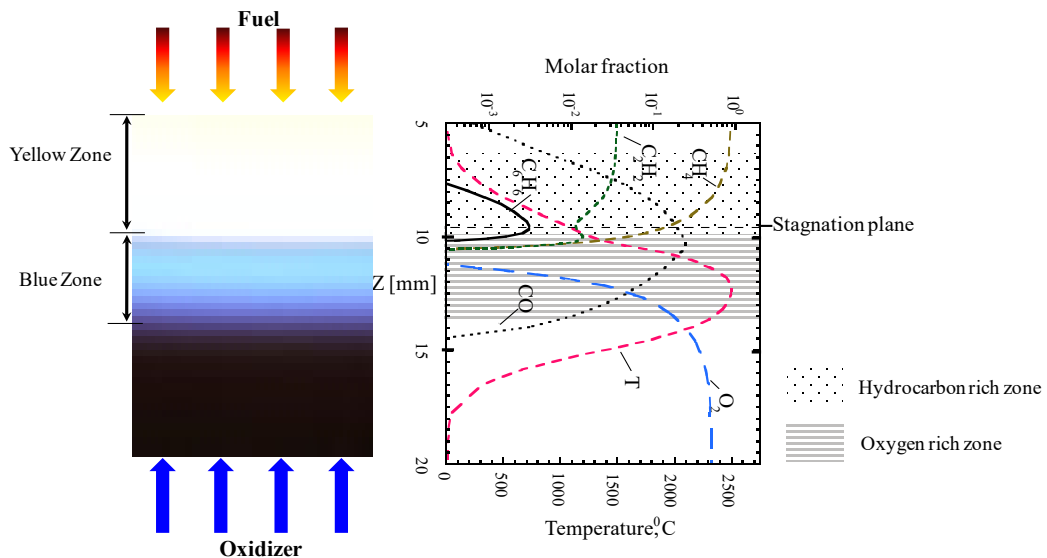 Fuel
Yellow Zone
Blue Zone
Oxidizer
Molar fraction
10⁻³
10⁻²
10⁻¹
10⁰
5
10
15
20
Z [mm]
C₆H₆
C₂H₂
CH₄
CO
T
O₂
Stagnation plane
0
500
1000
1500
2000
2500
Temperature,⁰C
Hydrocarbon rich zone
Oxygen rich zone